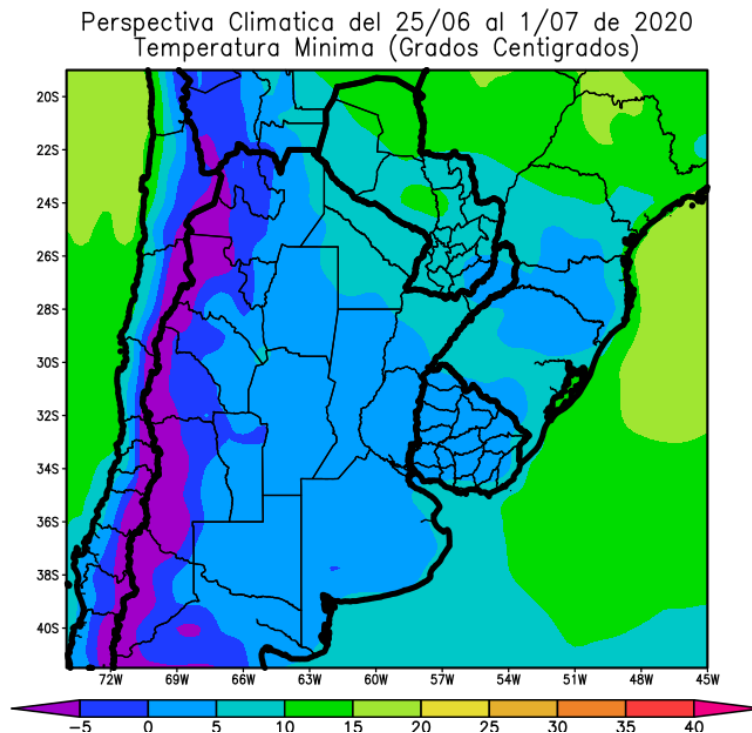 Perspectiva Climatica del 25/06 al 1/07 de 2020
Temperatura Minima (Grados Centigrados)
20S
22S
24S
26S
28S
30S
32S
34S
36S
38S
40S
72W 69W 66W 63W 60W 57W 54W 51W 48W 45W
-5 0 5 10 15 20 25 30 35 40